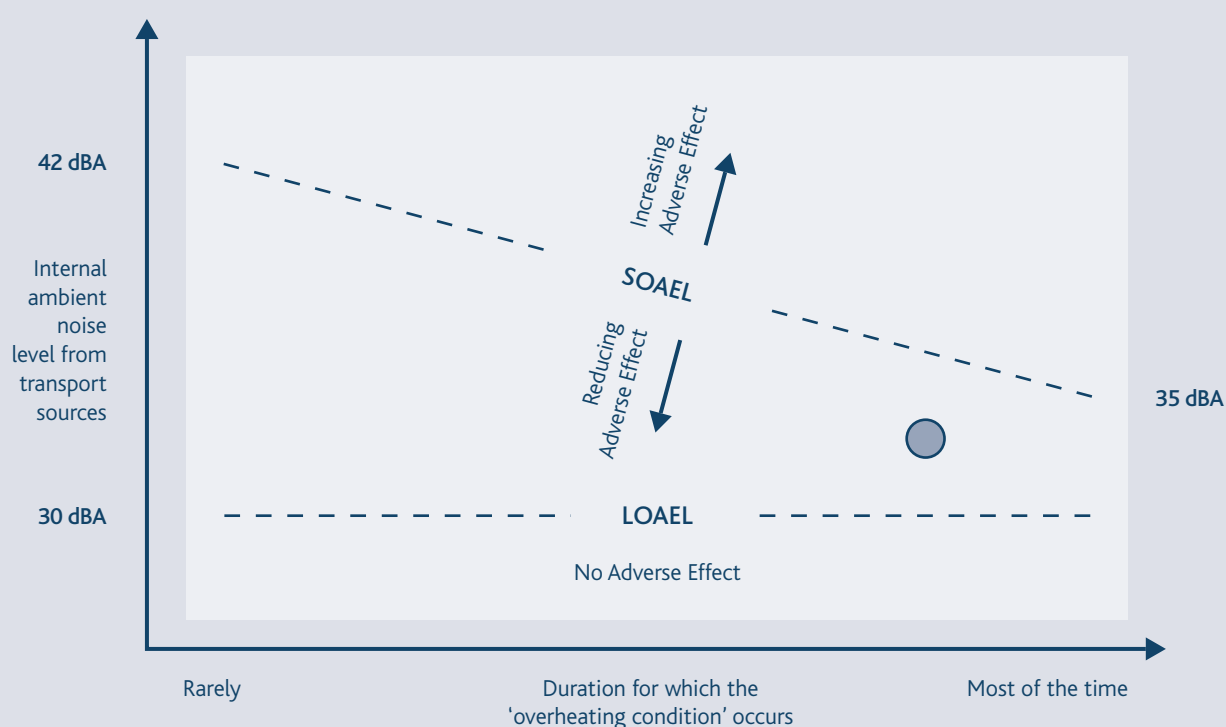 42 dBA
Internal
ambient
noise
level from
transport
sources
30 dBA
Increasing
Adverse Effect
SOAEL
Reducing
Adverse Effect
35 dBA
LOAEL
No Adverse Effect
Rarely
Duration for which the
‘overheating condition’ occurs
Most of the time